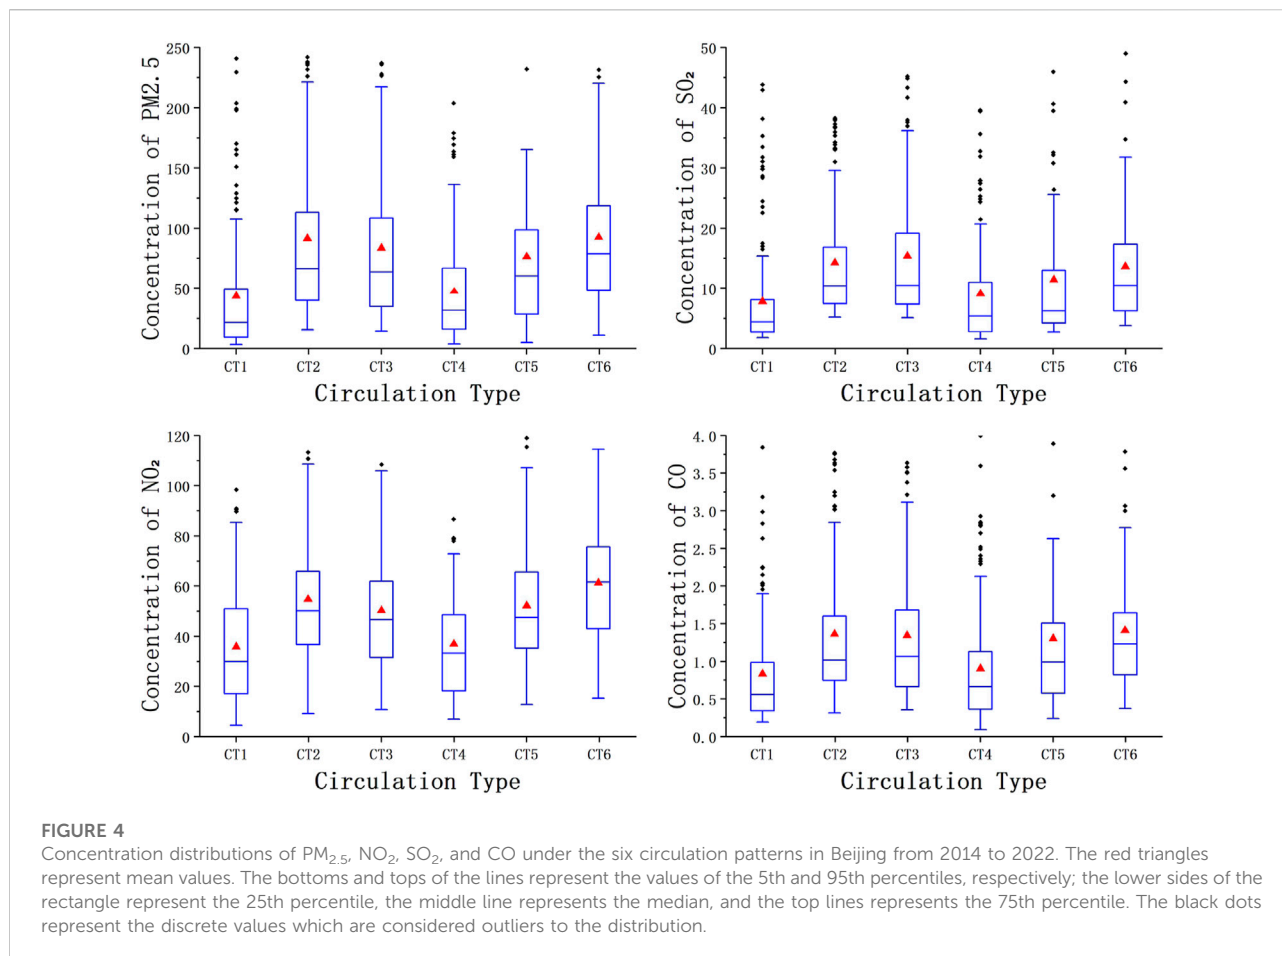 250
200
150
100
50
0
Concentration of PM2.5
CT1 CT2 CT3 CT4 CT5 CT6
Circulation Type
50
40
30
20
10
0
Concentration of SO₂
CT1 CT2 CT3 CT4 CT5 CT6
Circulation Type
120
100
80
60
40
20
0
Concentration of NO₂
CT1 CT2 CT3 CT4 CT5 CT6
Circulation Type
4.0
3.5
3.0
2.5
2.0
1.5
1.0
0.5
0.0
Concentration of CO
CT1 CT2 CT3 CT4 CT5 CT6
Circulation Type
FIGURE 4
Concentration distributions of PM₂.₅, NO₂, SO₂, and CO under the six circulation patterns in Beijing from 2014 to 2022. The red triangles
represent mean values. The bottoms and tops of the lines represent the values of the 5th and 95th percentiles, respectively; the lower sides of the
rectangle represent the 25th percentile, the middle line represents the median, and the top lines represents the 75th percentile. The black dots
represent the discrete values which are considered outliers to the distribution.